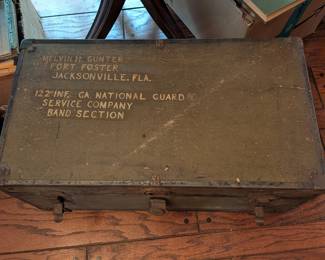 MELVIN H. GUNTER
FORT FOSTER
JACKSONVILLE, FLA.
122ND INF. GA. NATIONAL GUARD
SERVICE COMPANY
BAND SECTION